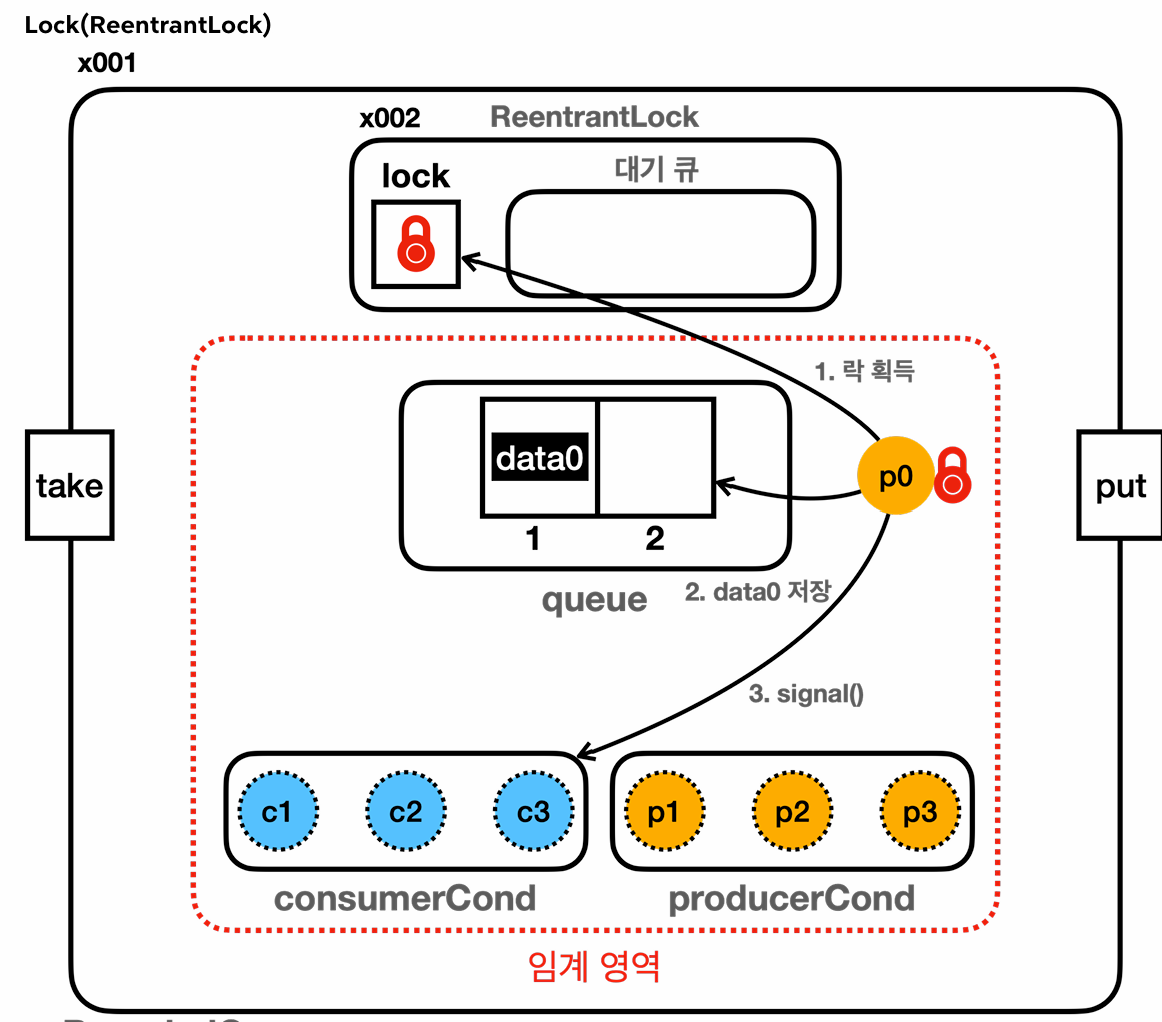 Lock(ReentrantLock)
x001
x002 ReentrantLock
lock 대기 큐
1. 락 획득
take
data0
p0
put
1 2
queue
2. data0 저장
3. signal()
c1 c2 c3 p1 p2 p3
consumerCond producerCond
임계 영역